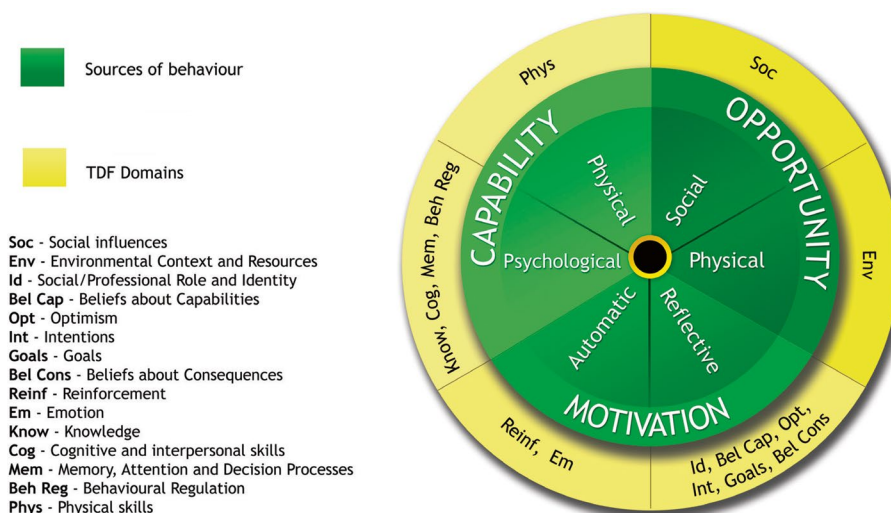 Sources of behaviour
TDF Domains
Soc - Social influences
Env - Environmental Context and Resources
Id - Social/Professional Role and Identity
Bel Cap - Beliefs about Capabilities
Opt - Optimism
Int - Intentions
Goals - Goals
Bel Cons - Beliefs about Consequences
Reinf - Reinforcement
Em - Emotion
Know - Knowledge
Cog - Cognitive and interpersonal skills
Mem - Memory, Attention and Decision Processes
Beh Reg - Behavioural Regulation
Phys - Physical skills
Phys
Soc
Env
Id, Bel Cap, Opt,
Int, Goals, Bel Cons
Reinf, Em
Know, Cog, Mem, Beh Reg
CAPABILITY
OPPORTUNITY
MOTIVATION
Physical
Social
Psychological
Physical
Automatic
Reflective